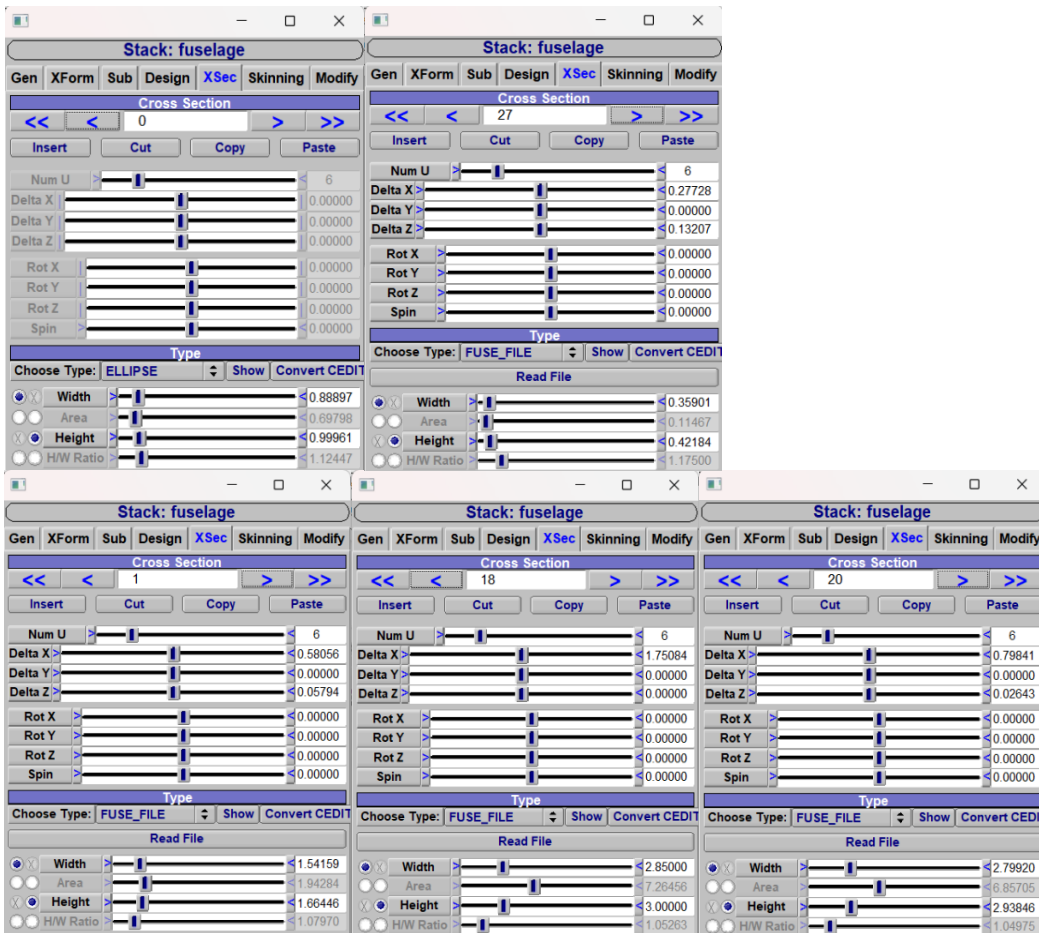 Stack: fuselage
Gen XForm Sub Design XSec Skinning Modify
Cross Section
<< < 0 > >>
Insert Cut Copy Paste
Num U > < 6
Delta X | | 0.00000
Delta Y | | 0.00000
Delta Z | | 0.00000
Rot X | | 0.00000
Rot Y | | 0.00000
Rot Z | | 0.00000
Spin > < 0.00000
Type
Choose Type: ELLIPSE Show Convert CEDIT
X Width > < 0.88897
Area > < 0.69798
X Height > < 0.99961
H/W Ratio > < 1.12447
Stack: fuselage
Gen XForm Sub Design XSec Skinning Modify
Cross Section
<< < 27 > >>
Insert Cut Copy Paste
Num U > < 6
Delta X > < 0.27728
Delta Y > < 0.00000
Delta Z > < 0.13207
Rot X > < 0.00000
Rot Y > < 0.00000
Rot Z > < 0.00000
Spin > < 0.00000
Type
Choose Type: FUSE_FILE Show Convert CEDIT
Read File
X Width > < 0.35901
Area > < 0.11467
X Height > < 0.42184
H/W Ratio > < 1.17500
Stack: fuselage
Gen XForm Sub Design XSec Skinning Modify
Cross Section
<< < 1 > >>
Insert Cut Copy Paste
Num U > < 6
Delta X > < 0.58056
Delta Y > < 0.00000
Delta Z > < 0.05794
Rot X > < 0.00000
Rot Y > < 0.00000
Rot Z > < 0.00000
Spin > < 0.00000
Type
Choose Type: FUSE_FILE Show Convert CEDIT
Read File
X Width > < 1.54159
Area > < 1.94284
X Height > < 1.66446
H/W Ratio > < 1.07970
Stack: fuselage
Gen XForm Sub Design XSec Skinning Modify
Cross Section
<< < 18 > >>
Insert Cut Copy Paste
Num U > < 6
Delta X > < 1.75084
Delta Y > < 0.00000
Delta Z > < 0.00000
Rot X > < 0.00000
Rot Y > < 0.00000
Rot Z > < 0.00000
Spin > < 0.00000
Type
Choose Type: FUSE_FILE Show Convert CEDIT
Read File
X Width > < 2.85000
Area > < 7.26456
X Height > < 3.00000
H/W Ratio > < 1.05263
Stack: fuselage
Gen XForm Sub Design XSec Skinning Modify
Cross Section
<< < 20 > >>
Insert Cut Copy Paste
Num U > < 6
Delta X > < 0.79841
Delta Y > < 0.00000
Delta Z > < 0.02643
Rot X > < 0.00000
Rot Y > < 0.00000
Rot Z > < 0.00000
Spin > < 0.00000
Type
Choose Type: FUSE_FILE Show Convert CEDI
Read File
X Width > < 2.79920
Area > < 6.85705
X Height > < 2.93846
H/W Ratio > < 1.04975